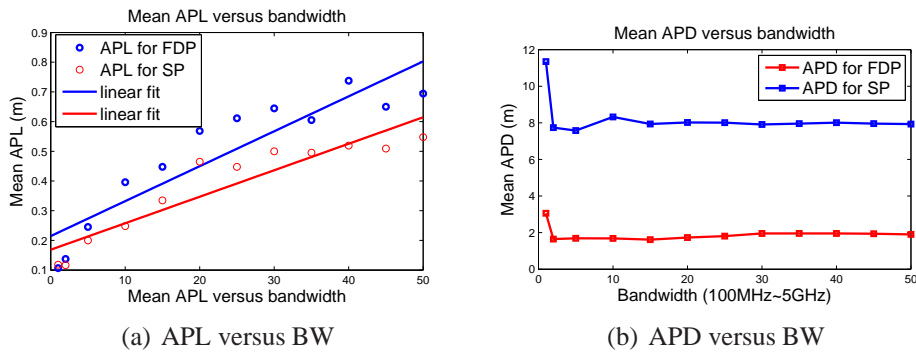 Mean APL versus bandwidth
0.9
0.8
0.7
0.6
0.5
0.4
0.3
0.2
0.1
Mean APL (m)
APL for FDP
APL for SP
linear fit
linear fit
0 10 20 30 40 50
Mean APL versus bandwidth
(a) APL versus BW
Mean APD versus bandwidth
12
10
8
6
4
2
0
Mean APD (m)
APD for FDP
APD for SP
0 10 20 30 40 50
Bandwidth (100MHz~5GHz)
(b) APD versus BW